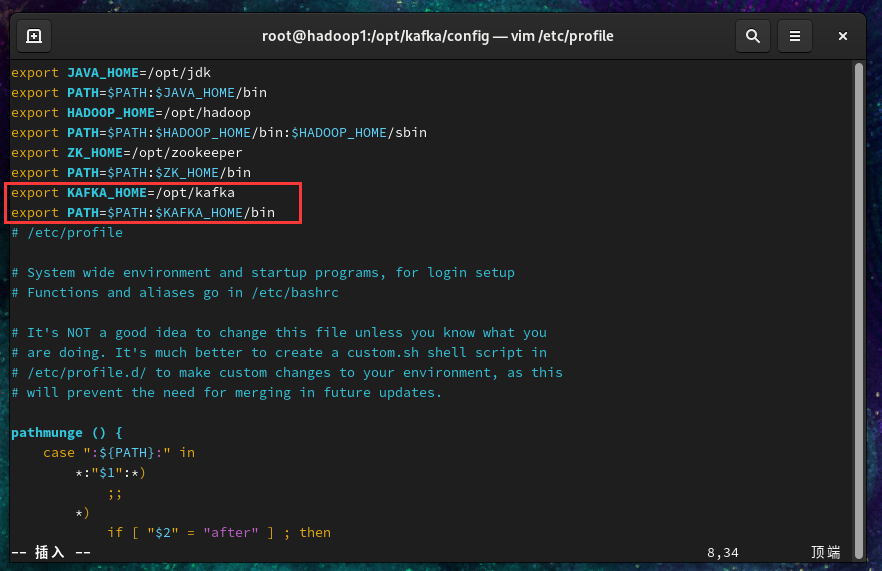 root@hadoop1:/opt/kafka/config — vim /etc/profile
export JAVA_HOME=/opt/jdk
export PATH=$PATH:$JAVA_HOME/bin
export HADOOP_HOME=/opt/hadoop
export PATH=$PATH:$HADOOP_HOME/bin:$HADOOP_HOME/sbin
export ZK_HOME=/opt/zookeeper
export PATH=$PATH:$ZK_HOME/bin
export KAFKA_HOME=/opt/kafka
export PATH=$PATH:$KAFKA_HOME/bin
# /etc/profile

# System wide environment and startup programs, for login setup
# Functions and aliases go in /etc/bashrc

# It's NOT a good idea to change this file unless you know what you
# are doing. It's much better to create a custom.sh shell script in
# /etc/profile.d/ to make custom changes to your environment, as this
# will prevent the need for merging in future updates.

pathmunge () {
    case ":${PATH}:" in
        *:"$1":*)
            ;;
        *)
            if [ "$2" = "after" ] ; then
-- 插入 -- 8,34 顶端